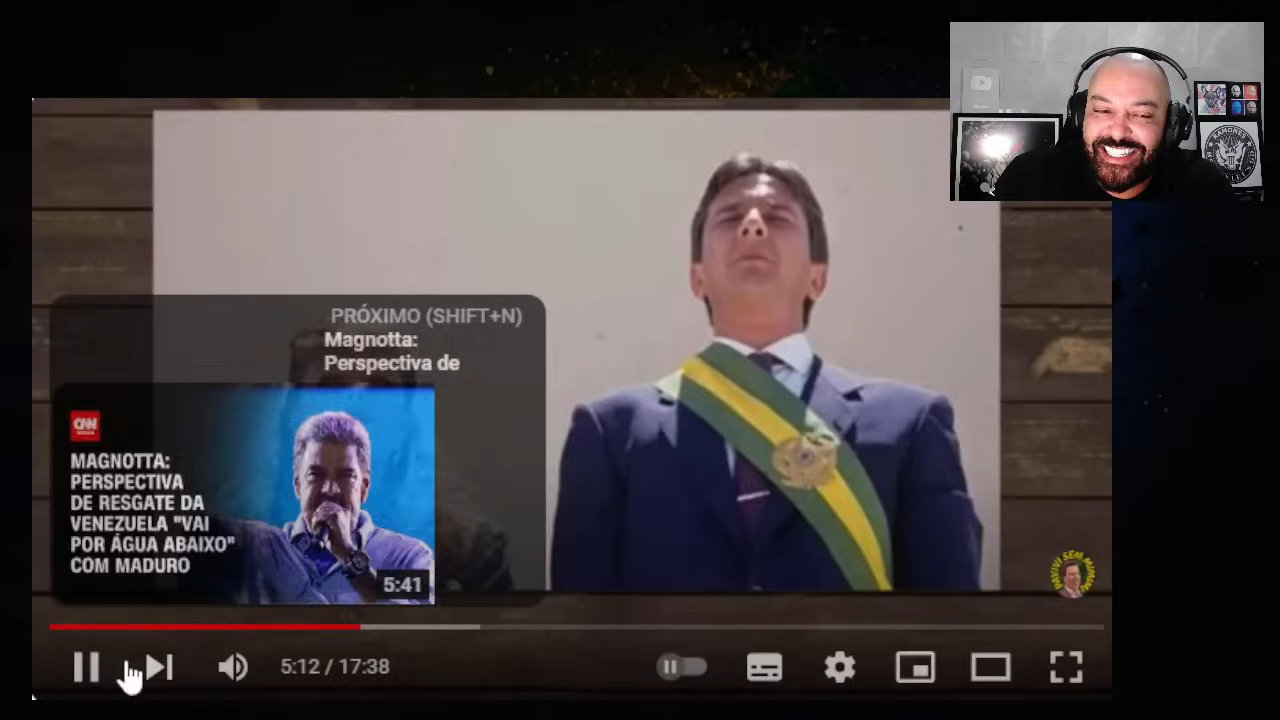 PRÓXIMO (SHIFT+N)
Magnotta:
Perspectiva de
CNN
MAGNOTTA:
PERSPECTIVA
DE RESGATE DA
VENEZUELA "VAI
POR ÁGUA ABAIXO"
COM MADURO
5:41
5:12 / 17:38
RAMONES